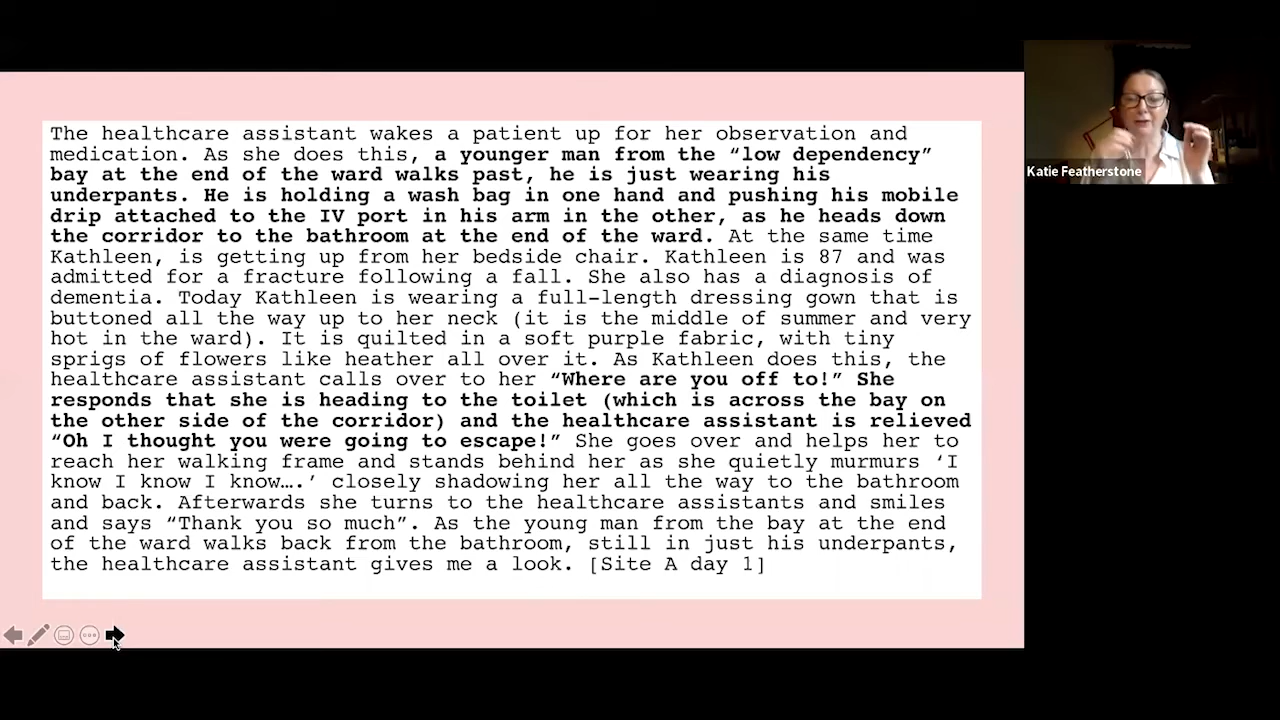 The healthcare assistant wakes a patient up for her observation and
medication. As she does this, a younger man from the “low dependency”
bay at the end of the ward walks past, he is just wearing his
underpants. He is holding a wash bag in one hand and pushing his mobile
drip attached to the IV port in his arm in the other, as he heads down
the corridor to the bathroom at the end of the ward. At the same time
Kathleen, is getting up from her bedside chair. Kathleen is 87 and was
admitted for a fracture following a fall. She also has a diagnosis of
dementia. Today Kathleen is wearing a full-length dressing gown that is
buttoned all the way up to her neck (it is the middle of summer and very
hot in the ward). It is quilted in a soft purple fabric, with tiny
sprigs of flowers like heather all over it. As Kathleen does this, the
healthcare assistant calls over to her “Where are you off to!” She
responds that she is heading to the toilet (which is across the bay on
the other side of the corridor) and the healthcare assistant is relieved
“Oh I thought you were going to escape!” She goes over and helps her to
reach her walking frame and stands behind her as she quietly murmurs ‘I
know I know I know….’ closely shadowing her all the way to the bathroom
and back. Afterwards she turns to the healthcare assistants and smiles
and says “Thank you so much”. As the young man from the bay at the end
of the ward walks back from the bathroom, still in just his underpants,
the healthcare assistant gives me a look. [Site A day 1]
Katie Featherstone